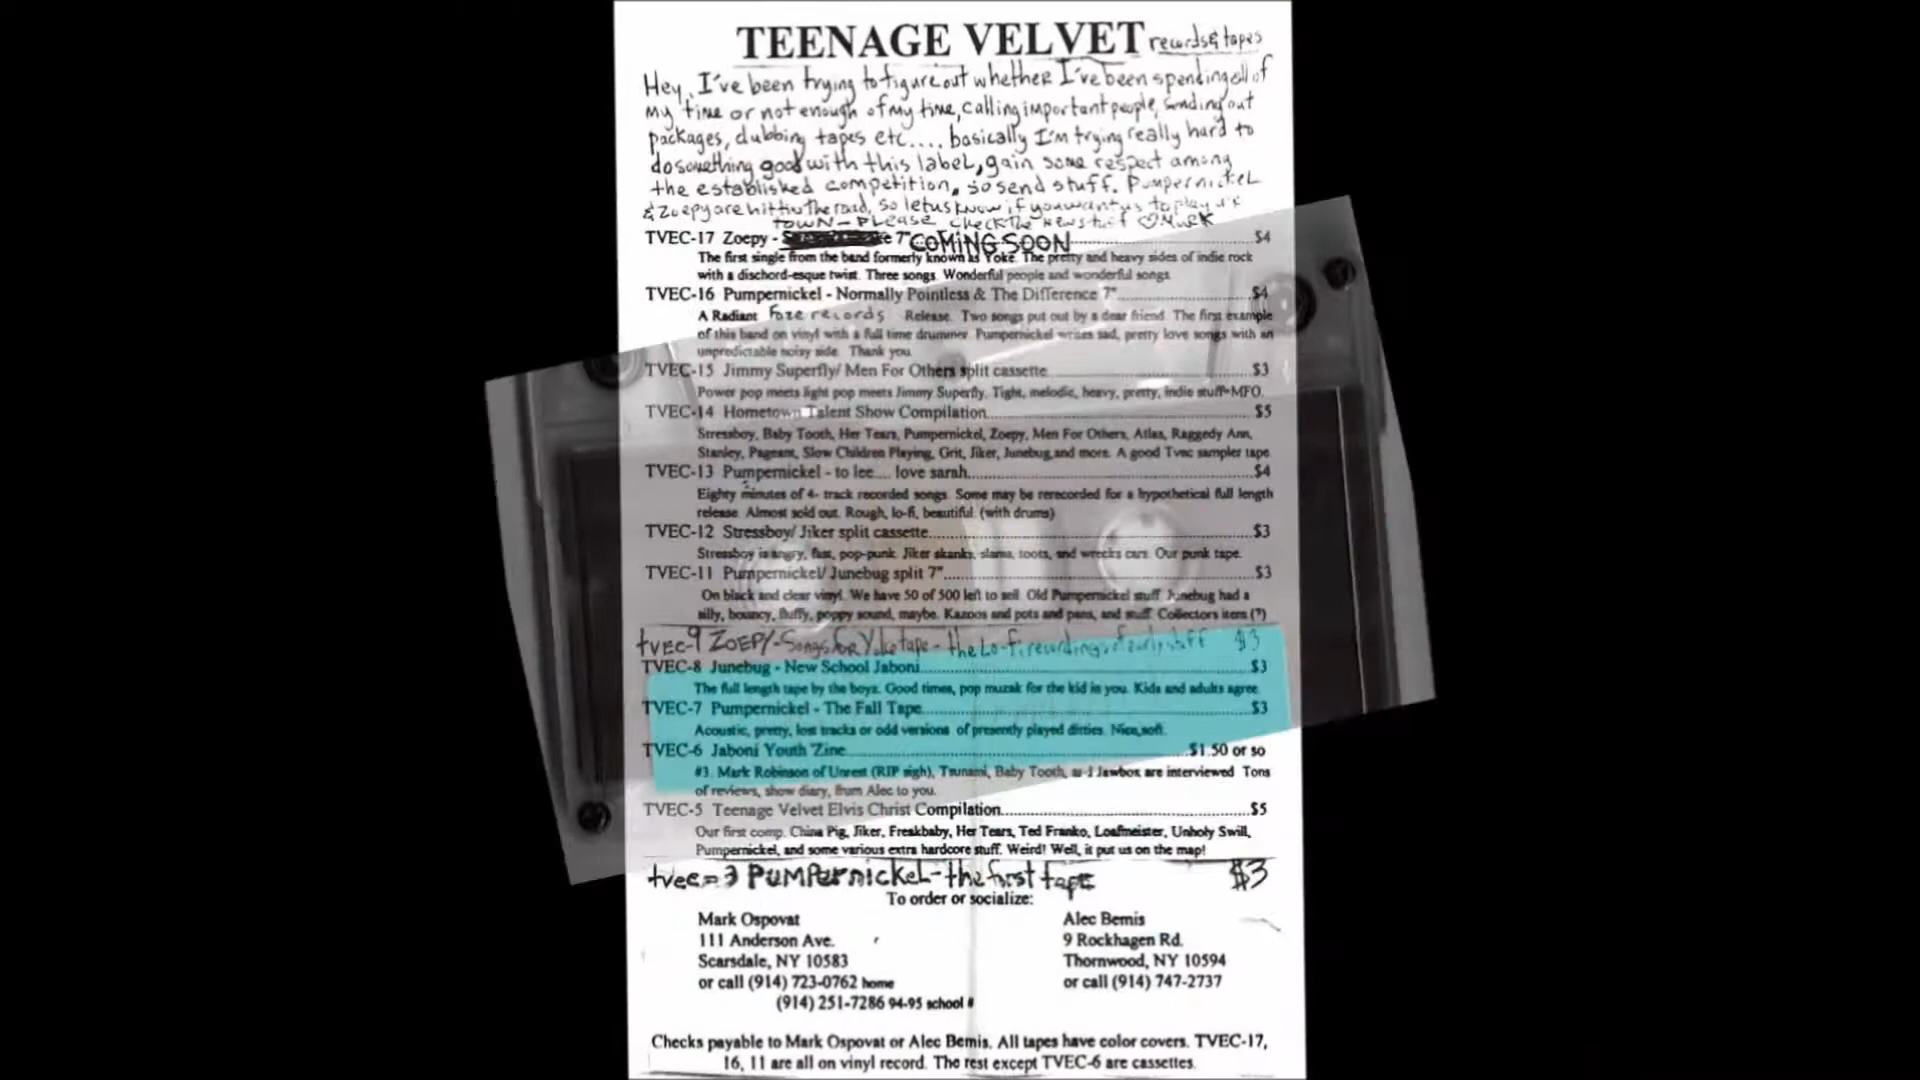 TEENAGE VELVET records & tapes
Hey, I've been trying to figure out whether I've been spending all of
my time or not enough of my time, calling important people, sending out
packages, dubbing tapes etc.... basically I'm trying really hard to
do something good with this label, gain some respect among
the established competition, so send stuff. Pumpernickel
& Zoepy are hittin the road, so let us know if you want us to play
town - PLEASE check the new stuff ♡ Mark
TVEC-17 Zoepy - 7" COMING SOON $4
The first single from the band formerly known as Yoke. The pretty and heavy sides of indie rock
with a dischord-esque twist. Three songs. Wonderful people and wonderful songs.
TVEC-16 Pumpernickel - Normally Pointless & The Difference 7" $4
A Radiant Foze records Release. Two songs put out by a dear friend. The first example
of this band on vinyl with a full time drummer. Pumpernickel writes sad, pretty love songs with an
unpredictable noisy side. Thank you.
TVEC-15 Jimmy Superfly/ Men For Others split cassette $3
Power pop meets light pop meets Jimmy Superfly. Tight, melodic, heavy, pretty, indie stuff=MFO.
TVEC-14 Hometown Talent Show Compilation $5
Stressboy, Baby Tooth, Her Tears, Pumpernickel, Zoepy, Men For Others, Atlas, Raggedy Ann,
Stanley, Pageant, Slow Children Playing, Grit, Jiker, Junebug,and more. A good Tvec sampler tape.
TVEC-13 Pumpernickel - to lee.... love sarah $4
Eighty minutes of 4- track recorded songs. Some may be rerecorded for a hypothetical full length
release. Almost sold out. Rough, lo-fi, beautiful. (with drums)
TVEC-12 Stressboy/ Jiker split cassette $3
Stressboy is angry, fast, pop-punk. Jiker skanks, slams, toots, and wrecks cars. Our punk tape.
TVEC-11 Pumpernickel/ Junebug split 7" $3
On black and clear vinyl. We have 50 of 500 left to sell. Old Pumpernickel stuff. Junebug had a
silly, bouncy, fluffy, poppy sound, maybe. Kazoos and pots and pans, and stuff. Collectors item (?)
tvec-9 ZOEPY-Songs for Yoke tape - the Lo-fi recordings of early stuff $3
TVEC-8 Junebug - New School Jaboni $3
The full length tape by the boyz. Good times, pop muzak for the kid in you. Kids and adults agree.
TVEC-7 Pumpernickel - The Fall Tape $3
Acoustic, pretty, lost tracks or odd versions of presently played ditties. Nice,soft.
TVEC-6 Jaboni Youth 'Zine $1.50 or so
#3. Mark Robinson of Unrest (RIP sigh), Tsunami, Baby Tooth, and Jawbox are interviewed Tons
of reviews, show diary, from Alec to you.
TVEC-5 Teenage Velvet Elvis Christ Compilation $5
Our first comp. China Pig, Jiker, Freakbaby, Her Tears, Ted Franko, Loafmeister, Unholy Swill,
Pumpernickel, and some various extra hardcore stuff. Weird! Well, it put us on the map!
tvec-3 PUMPERNICKEL-the first tape $3
To order or socialize:
Mark Ospovat
111 Anderson Ave.
Scarsdale, NY 10583
or call (914) 723-0762 home
(914) 251-7286 94-95 school #
Alec Bemis
9 Rockhagen Rd.
Thornwood, NY 10594
or call (914) 747-2737
Checks payable to Mark Ospovat or Alec Bemis. All tapes have color covers. TVEC-17,
16, 11 are all on vinyl record. The rest except TVEC-6 are cassettes.